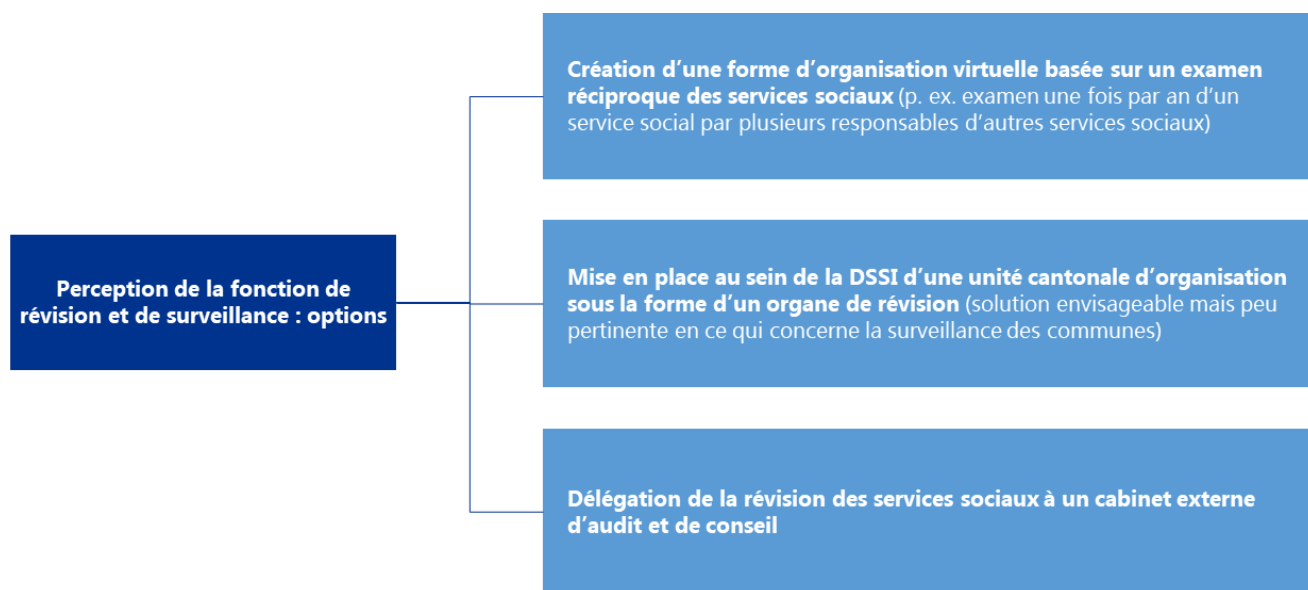 Création d’une forme d’organisation virtuelle basée sur un examen
réciproque des services sociaux (p. ex. examen une fois par an d’un
service social par plusieurs responsables d’autres services sociaux)
Perception de la fonction de
révision et de surveillance : options
Mise en place au sein de la DSSI d’une unité cantonale d’organisation
sous la forme d’un organe de révision (solution envisageable mais peu
pertinente en ce qui concerne la surveillance des communes)
Délégation de la révision des services sociaux à un cabinet externe
d’audit et de conseil